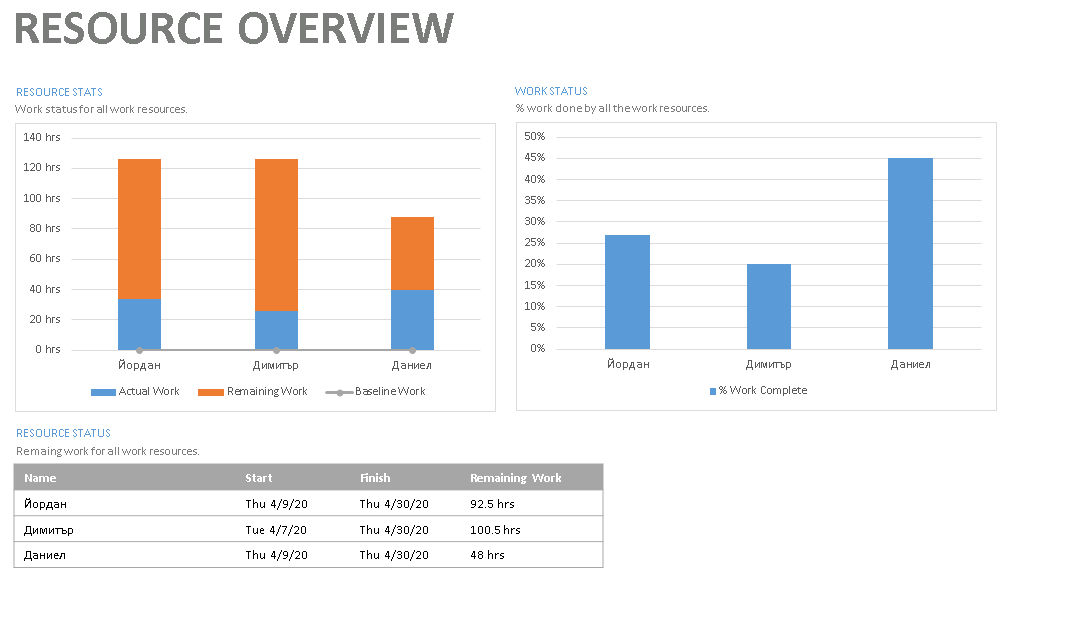 RESOURCE OVERVIEW
RESOURCE STATS
Work status for all work resources.
140 hrs
120 hrs
100 hrs
80 hrs
60 hrs
40 hrs
20 hrs
0 hrs
Йордан Димитър Даниел
Actual Work Remaining Work Baseline Work
WORK STATUS
% work done by all the work resources.
50%
45%
40%
35%
30%
25%
20%
15%
10%
5%
0%
Йордан Димитър Даниел
% Work Complete
RESOURCE STATUS
Remaing work for all work resources.
Name Start Finish Remaining Work
Йордан Thu 4/9/20 Thu 4/30/20 92.5 hrs
Димитър Tue 4/7/20 Thu 4/30/20 100.5 hrs
Даниел Thu 4/9/20 Thu 4/30/20 48 hrs